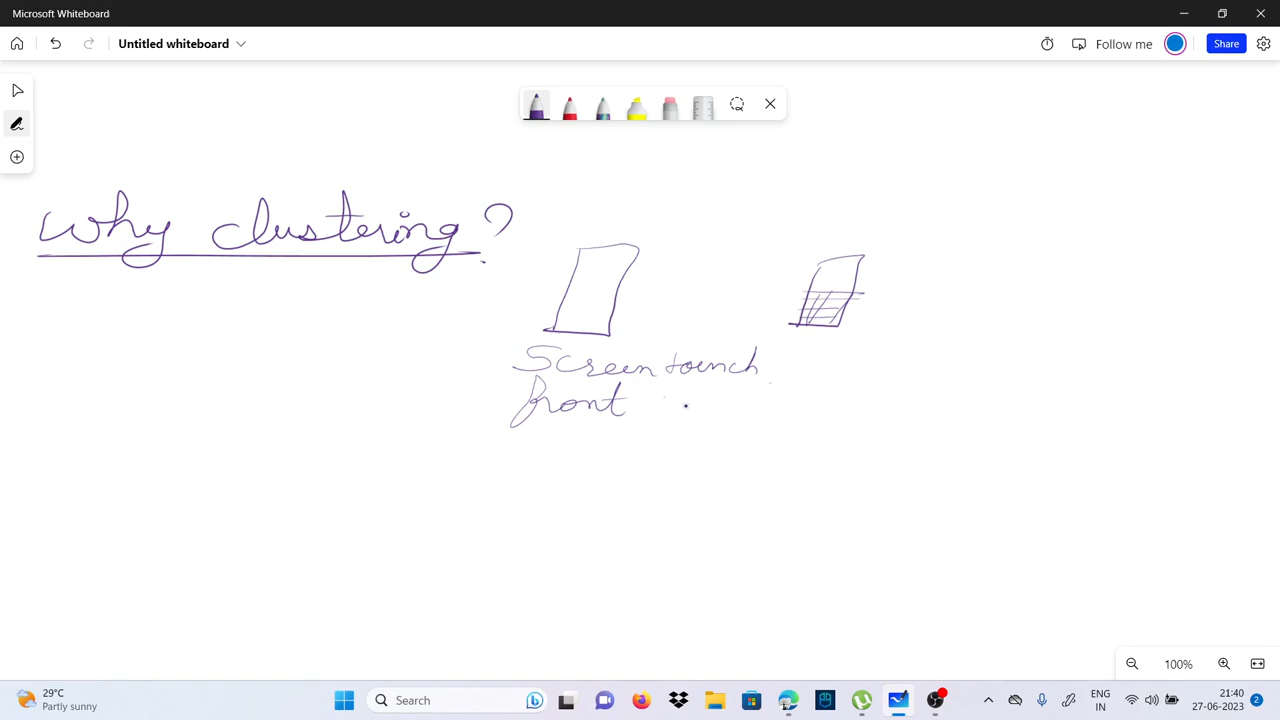 Microsoft Whiteboard
Untitled whiteboard
Follow me
Share
Why clustering?
Screen touch
front
100%
29°C
Partly sunny
Search
ENG
IN
21:40
27-06-2023
2